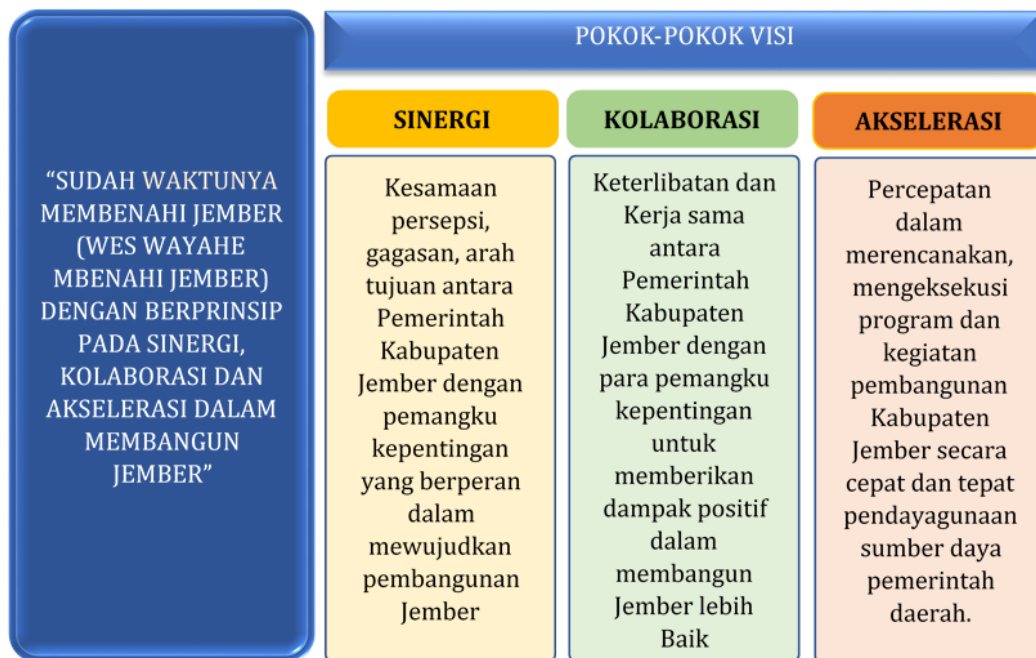 “SUDAH WAKTUNYA
MEMBENAHI JEMBER
(WES WAYAHE
MBENAHI JEMBER)
DENGAN BERPRINSIP
PADA SINERGI,
KOLABORASI DAN
AKSELERASI DALAM
MEMBANGUN
JEMBER”
POKOK-POKOK VISI
SINERGI
Kesamaan
persepsi,
gagasan, arah
tujuan antara
Pemerintah
Kabupaten
Jember dengan
pemangku
kepentingan
yang berperan
dalam
mewujudkan
pembangunan
Jember
KOLABORASI
Keterlibatan dan
Kerja sama
antara
Pemerintah
Kabupaten
Jember dengan
para pemangku
kepentingan
untuk
memberikan
dampak positif
dalam
membangun
Jember lebih
Baik
AKSELERASI
Percepatan
dalam
merencanakan,
mengeksekusi
program dan
kegiatan
pembangunan
Kabupaten
Jember secara
cepat dan tepat
pendayagunaan
sumber daya
pemerintah
daerah.